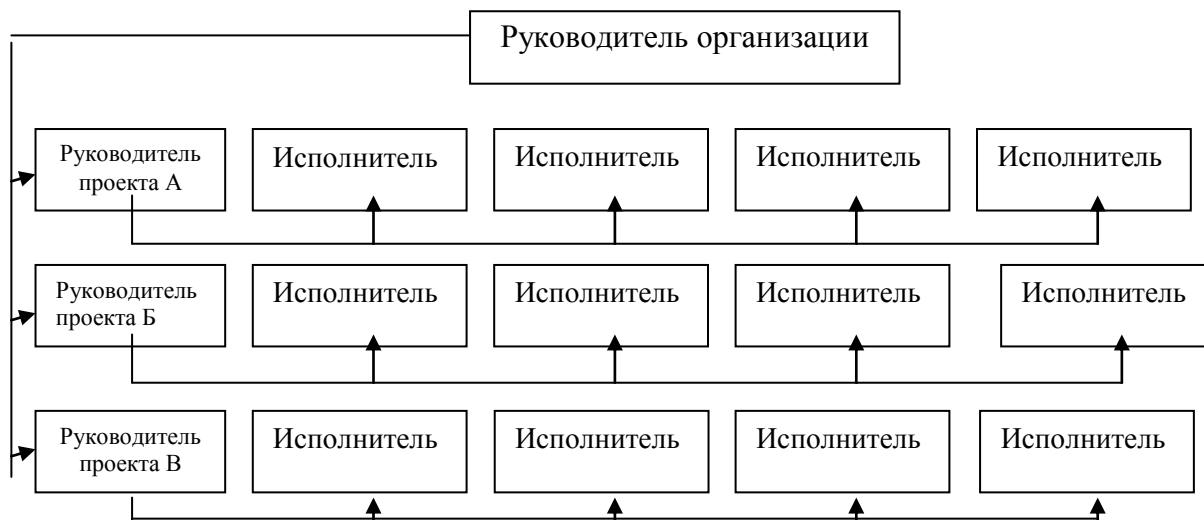 Руководитель организации
Руководитель
проекта А
Исполнитель
Исполнитель
Исполнитель
Исполнитель
Руководитель
проекта Б
Исполнитель
Исполнитель
Исполнитель
Исполнитель
Руководитель
проекта В
Исполнитель
Исполнитель
Исполнитель
Исполнитель